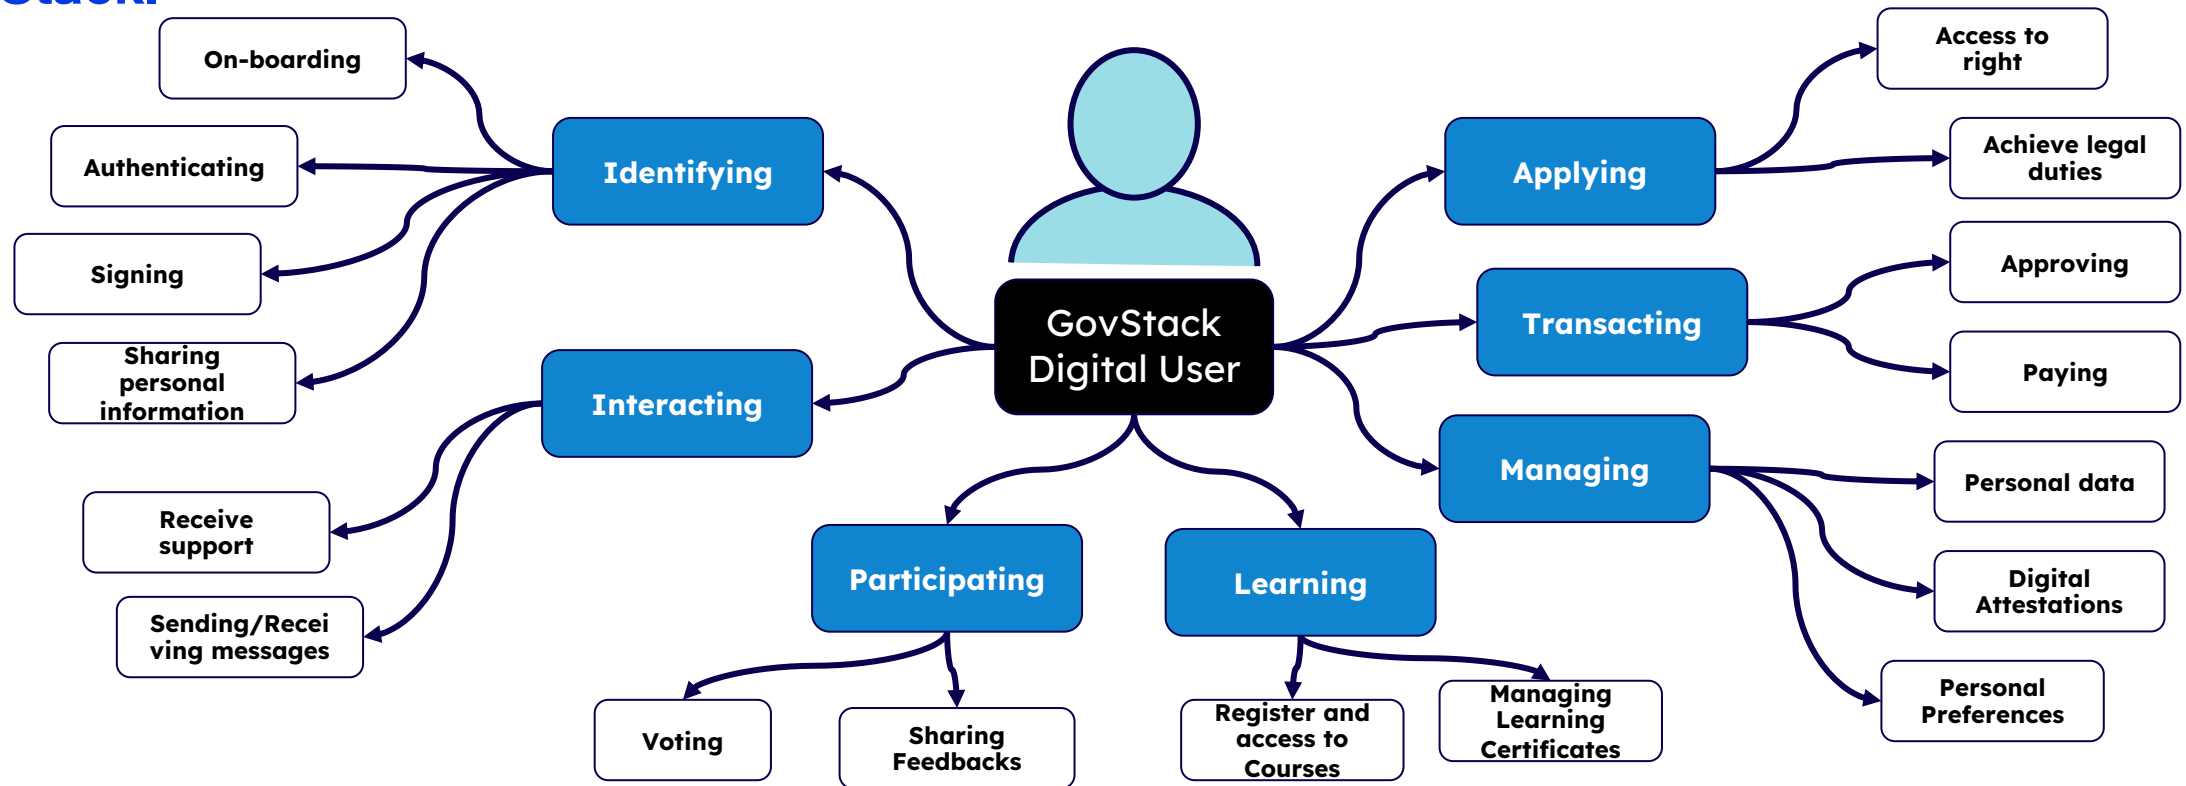 Stack.
On-boarding
Authenticating
Signing
Sharing
personal
information
Identifying
Interacting
Receive
support
Sending/Recei
ving messages
GovStack
Digital User
Participating
Voting
Sharing
Feedbacks
Learning
Register and
access to
Courses
Managing
Learning
Certificates
Applying
Access to
right
Achieve legal
duties
Transacting
Approving
Paying
Managing
Personal data
Digital
Attestations
Personal
Preferences